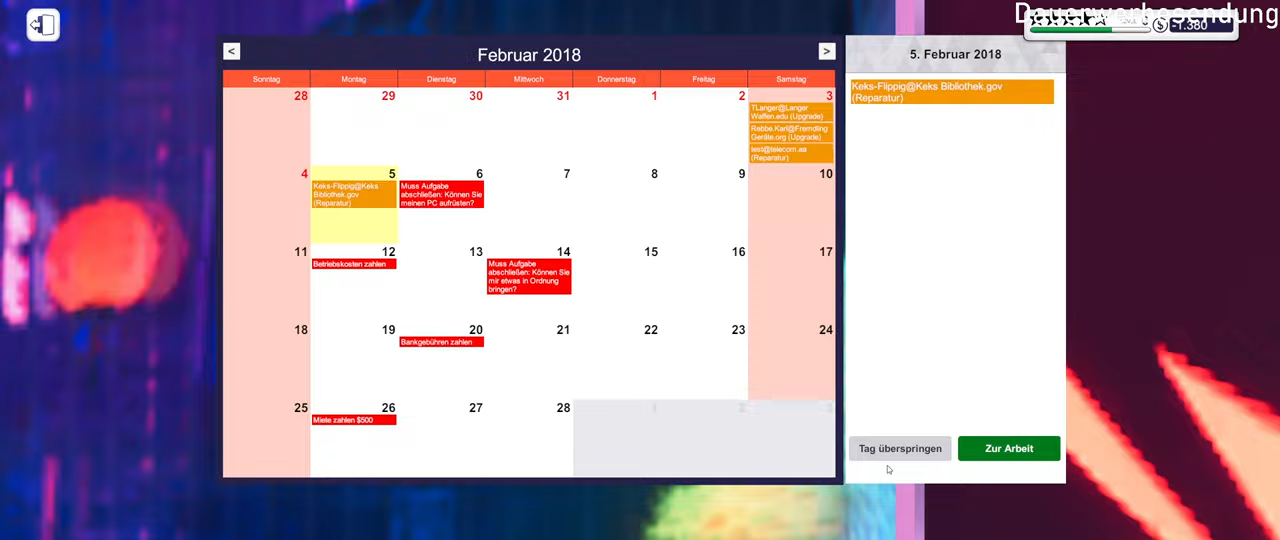 Dauerwerbesendung
-1.380
<
Februar 2018
>
5. Februar 2018
Sonntag
Montag
Dienstag
Mittwoch
Donnerstag
Freitag
Samstag
28
29
30
31
1
2
3
TLanger@Langer
Waffen.edu (Upgrade)
Rebbe.Karl@Fremdling
Geräte.org (Upgrade)
test@telecom.aa
(Reparatur)
Keks-Flippig@Keks Bibliothek.gov
(Reparatur)
4
5
6
7
8
9
10
Keks-Flippig@Keks
Bibliothek.gov
(Reparatur)
Muss Aufgabe
abschließen: Können Sie
meinen PC aufrüsten?
11
12
13
14
15
16
17
Betriebskosten zahlen
Muss Aufgabe
abschließen: Können Sie
mir etwas in Ordnung
bringen?
18
19
20
21
22
23
24
Bankgebühren zahlen
25
26
27
28
1
2
3
Miete zahlen $500
Tag überspringen
Zur Arbeit